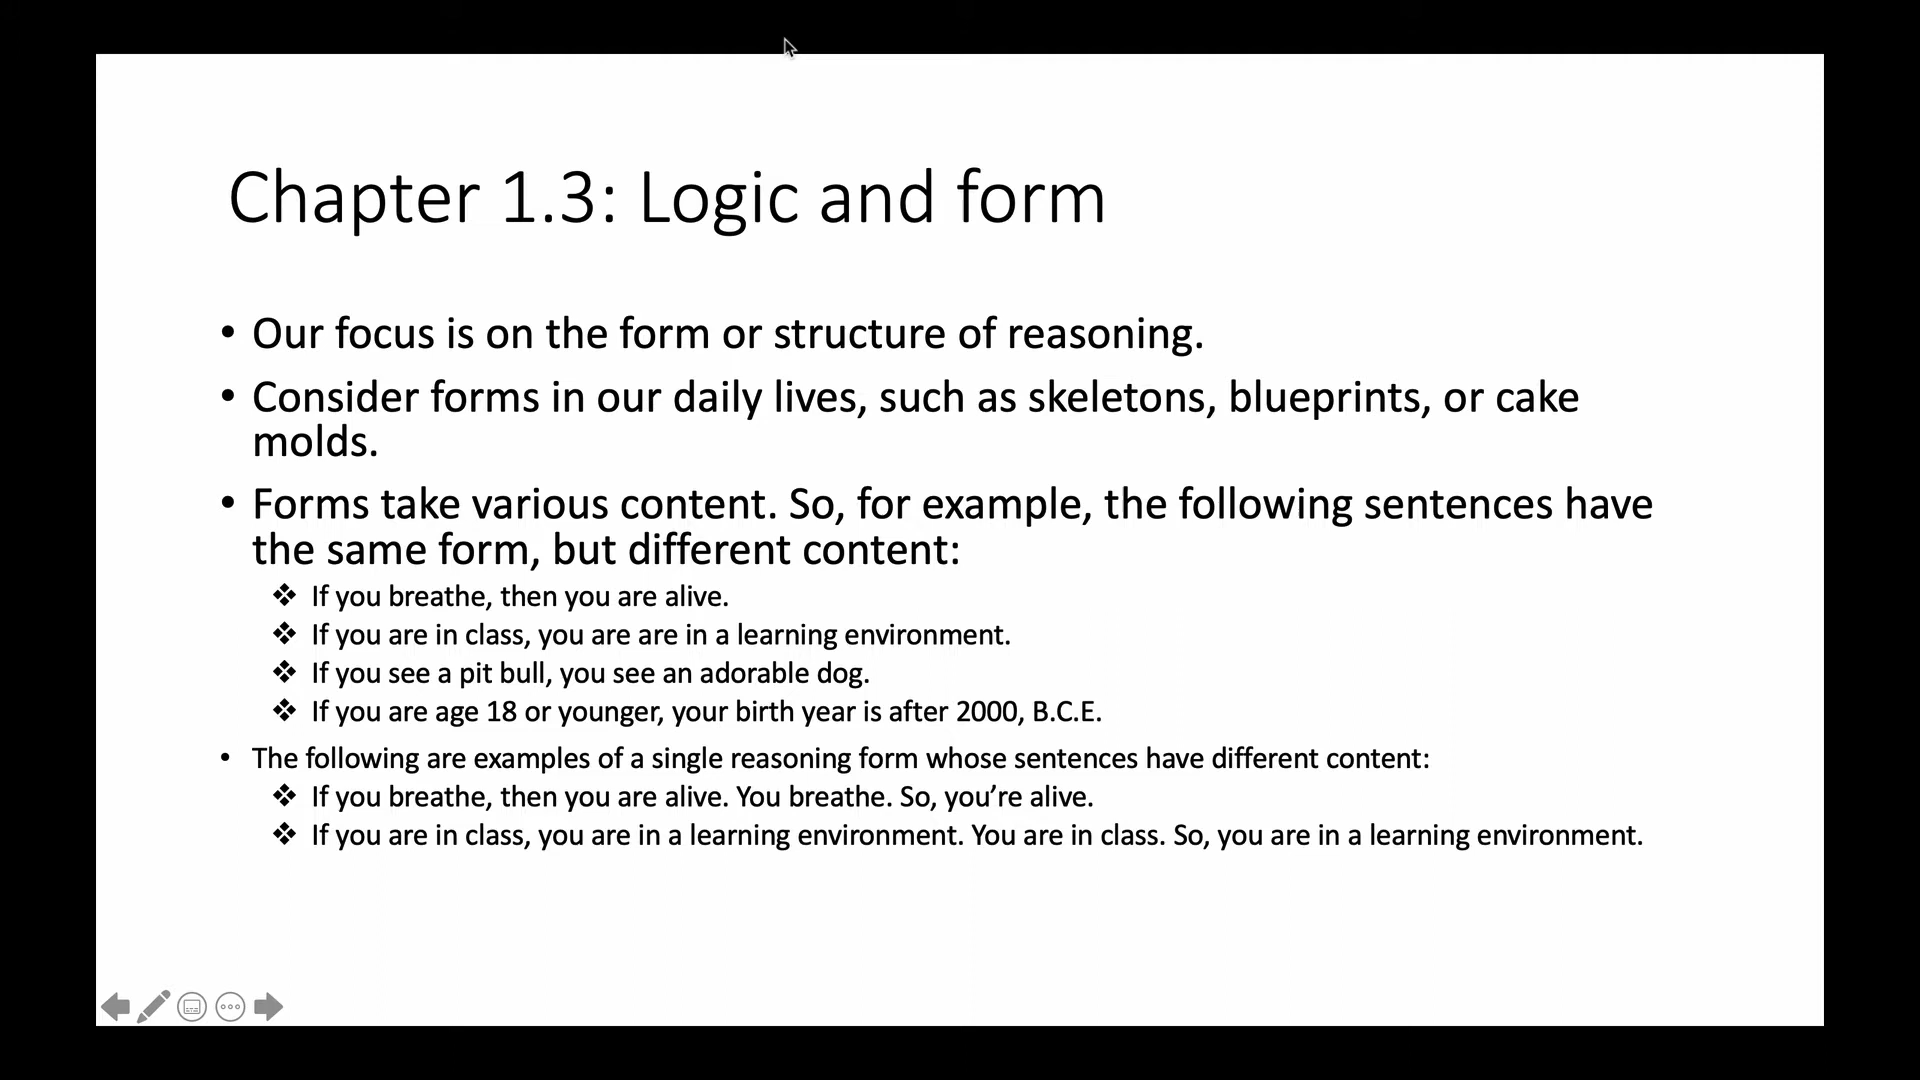 Chapter 1.3: Logic and form
• Our focus is on the form or structure of reasoning.
• Consider forms in our daily lives, such as skeletons, blueprints, or cake
molds.
• Forms take various content. So, for example, the following sentences have
the same form, but different content:
❖ If you breathe, then you are alive.
❖ If you are in class, you are are in a learning environment.
❖ If you see a pit bull, you see an adorable dog.
❖ If you are age 18 or younger, your birth year is after 2000, B.C.E.
• The following are examples of a single reasoning form whose sentences have different content:
❖ If you breathe, then you are alive. You breathe. So, you’re alive.
❖ If you are in class, you are in a learning environment. You are in class. So, you are in a learning environment.